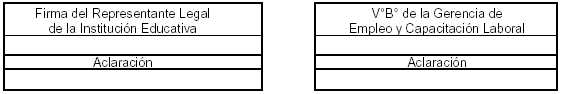 Firma del Representante Legal
de la Institución Educativa
Aclaración
V°B° de la Gerencia de
Empleo y Capacitación Laboral
Aclaración